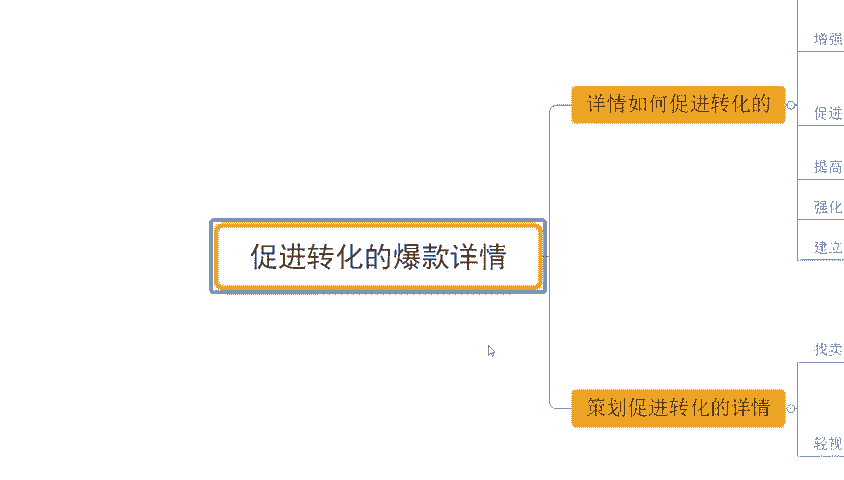 增强
详情如何促进转化的
促进
提高
强化
建立
促进转化的爆款详情
找卖
策划促进转化的详情
轻视